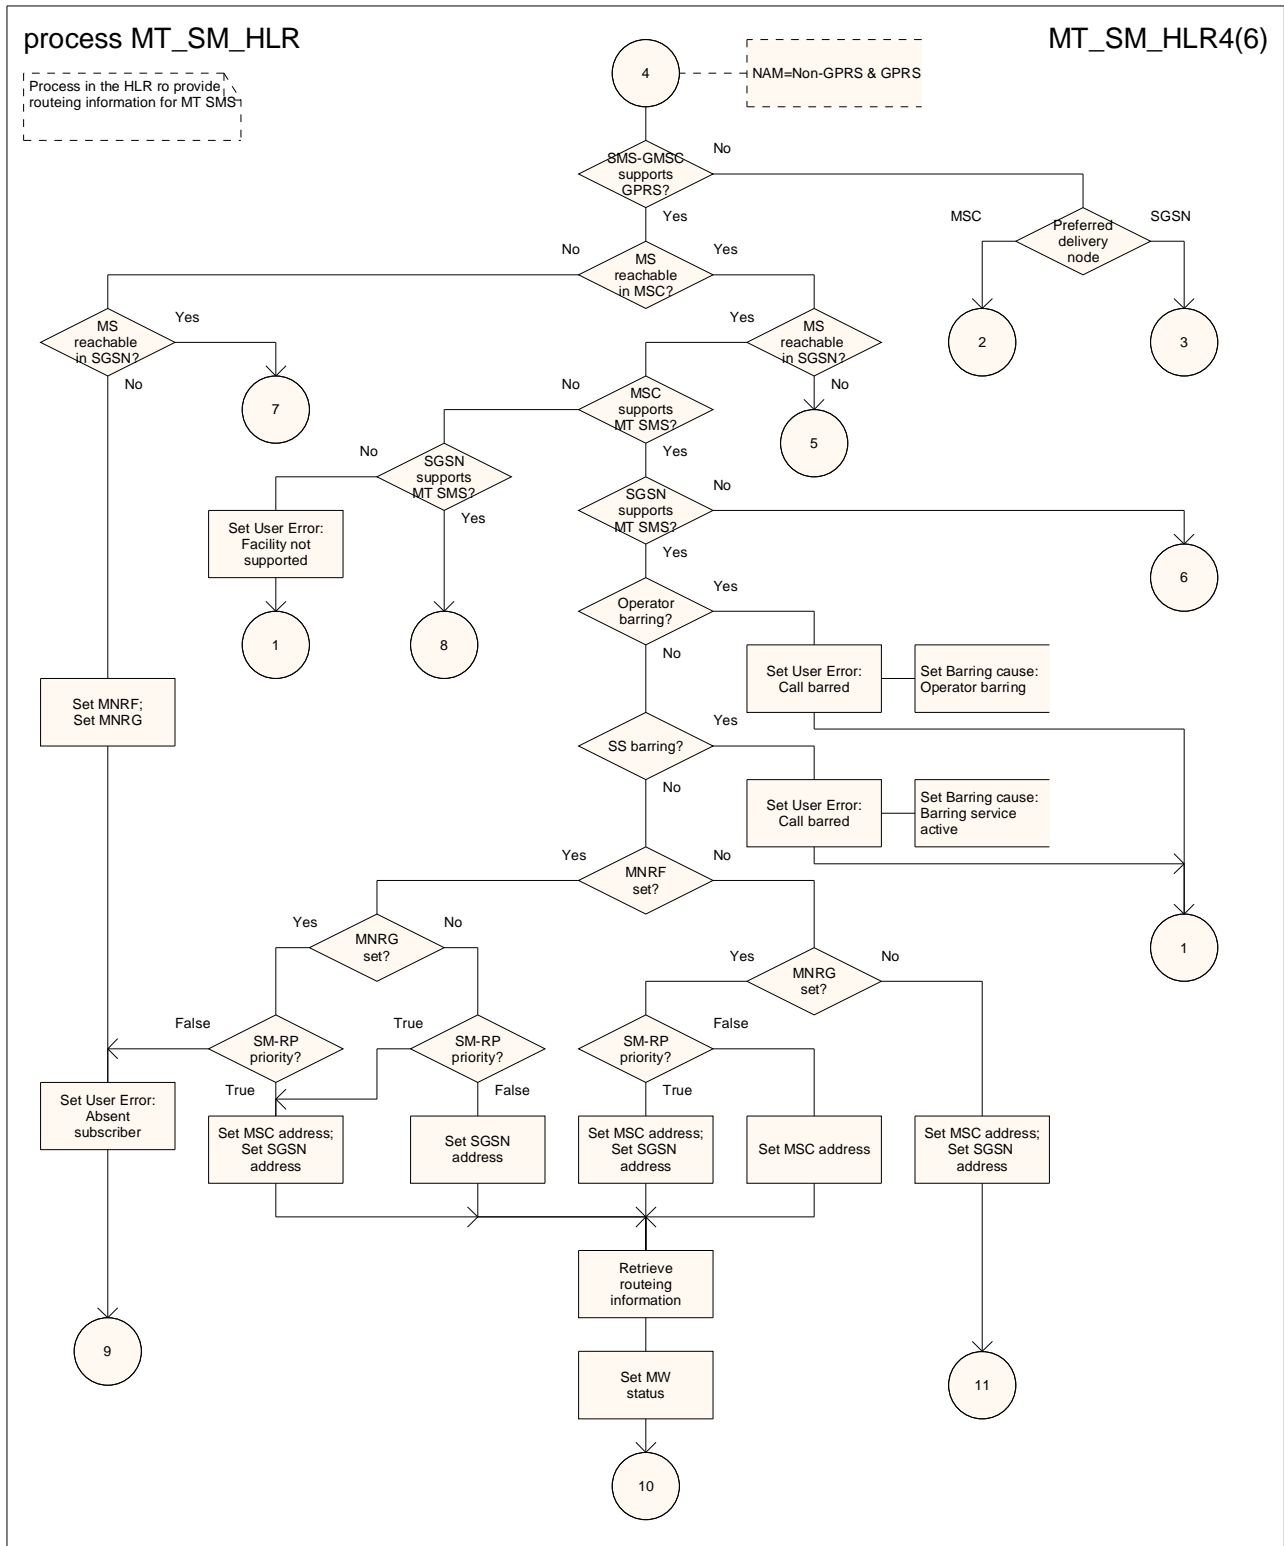 process MT_SM_HLR
MT_SM_HLR4(6)
Process in the HLR ro provide
routeing information for MT SMS
4
NAM=Non-GPRS & GPRS
SMS-GMSC
supports
GPRS?
No
Yes
MSC
Preferred
delivery
node
SGSN
No
MS
reachable
in MSC?
Yes
MS
reachable
in SGSN?
Yes
No
Yes
MS
reachable
in SGSN?
No
2
3
7
No
MSC
supports
MT SMS?
Yes
5
No
SGSN
supports
MT SMS?
Yes
SGSN
supports
MT SMS?
No
Yes
Set User Error:
Facility not
supported
6
1
8
Operator
barring?
Yes
No
Set User Error:
Call barred
Set Barring cause:
Operator barring
Set MNRF;
Set MNRG
SS barring?
Yes
No
Set User Error:
Call barred
Set Barring cause:
Barring service
active
Yes
MNRF
set?
No
Yes
MNRG
set?
No
Yes
MNRG
set?
No
1
False
SM-RP
priority?
True
True
SM-RP
priority?
False
SM-RP
priority?
False
True
Set User Error:
Absent
subscriber
Set MSC address;
Set SGSN
address
Set SGSN
address
Set MSC address;
Set SGSN
address
Set MSC address
Set MSC address;
Set SGSN
address
Retrieve
routeing
information
9
Set MW
status
11
10